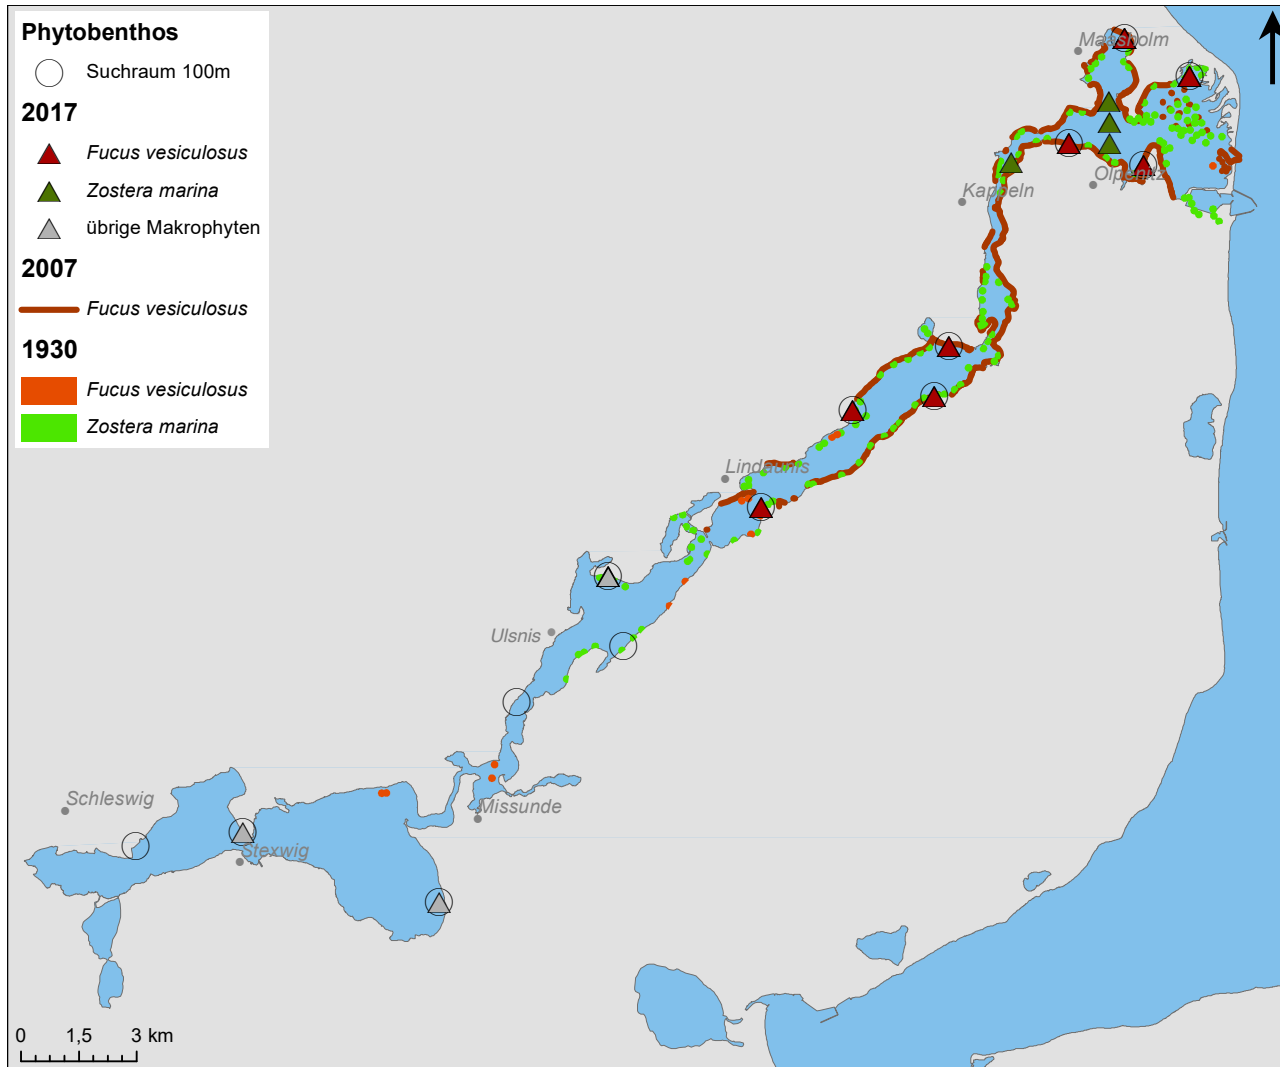 Phytobenthos
Suchraum 100m
2017
Fucus vesiculosus
Zostera marina
übrige Makrophyten
2007
Fucus vesiculosus
1930
Fucus vesiculosus
Zostera marina
Maasholm
Olpenitz
Kappeln
Lindaunis
Ulsnis
Missunde
Schleswig
Stexwig
0 1,5 3 km